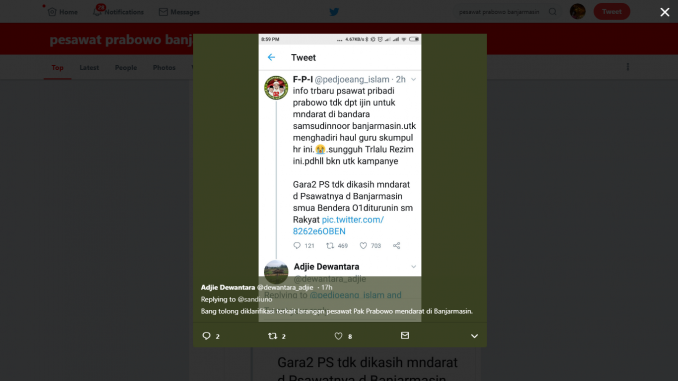 Home
Notifications
Messages
pesawat prabowo banjarmasin
Tweet
pesawat prabowo banj
Top
Latest
People
Photos
8:59 PM
Tweet
F-P-I @pedjoeang_islam · 2h
info trbaru psawat pribadi
prabowo tdk dpt ijin untuk
mndarat di bandara
samsudinnoor banjarmasin.utk
menghadiri haul guru skumpul
hr ini.😭.sungguh Trlalu Rezim
ini.pdhll bkn utk kampanye
Gara2 PS tdk dikasih mndarat
d Psawatnya d Banjarmasin
smua Bendera O1diturunin sm
Rakyat pic.twitter.com/
8262e6OBEN
121
469
703
Adjie Dewantara
@dewantara_adjie
Replying to @pedjoeang_islam and
Adjie Dewantara @dewantara_adjie · 17h
Replying to @sandiuno
Bang tolong diklarifikasi terkait larangan pesawat Pak Prabowo mendarat di Banjarmasin.
2
2
8
Gara2 PS tdk dikasih mndarat
d Psawatnya d Banjarmasin